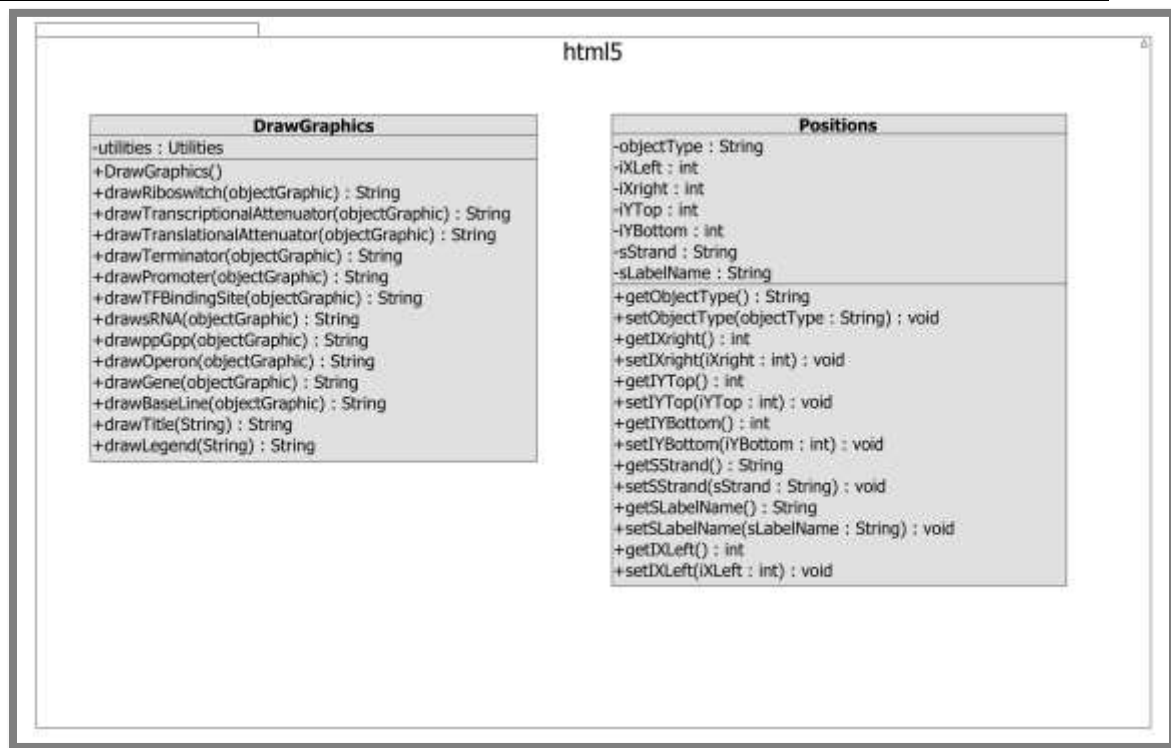 html5
DrawGraphics
-utilities : Utilities
+DrawGraphics()
+drawRiboswitch(objectGraphic) : String
+drawTranscriptionalAttenuator(objectGraphic) : String
+drawTranslationalAttenuator(objectGraphic) : String
+drawTerminator(objectGraphic) : String
+drawPromoter(objectGraphic) : String
+drawTFBindingSite(objectGraphic) : String
+drawsRNA(objectGraphic) : String
+drawppGpp(objectGraphic) : String
+drawOperon(objectGraphic) : String
+drawGene(objectGraphic) : String
+drawBaseLine(objectGraphic) : String
+drawTitle(String) : String
+drawLegend(String) : String
Positions
-objectType : String
-iXLeft : int
-iXright : int
-iYTop : int
-iYBottom : int
-sStrand : String
-sLabelName : String
+getObjectType() : String
+setObjectType(objectType : String) : void
+getIXright() : int
+setIXright(iXright : int) : void
+getIYTop() : int
+setIYTop(iYTop : int) : void
+getIYBottom() : int
+setIYBottom(iYBottom : int) : void
+getSStrand() : String
+setSStrand(sStrand : String) : void
+getSLabelName() : String
+setSLabelName(sLabelName : String) : void
+getIXLeft() : int
+setIXLeft(iXLeft : int) : void